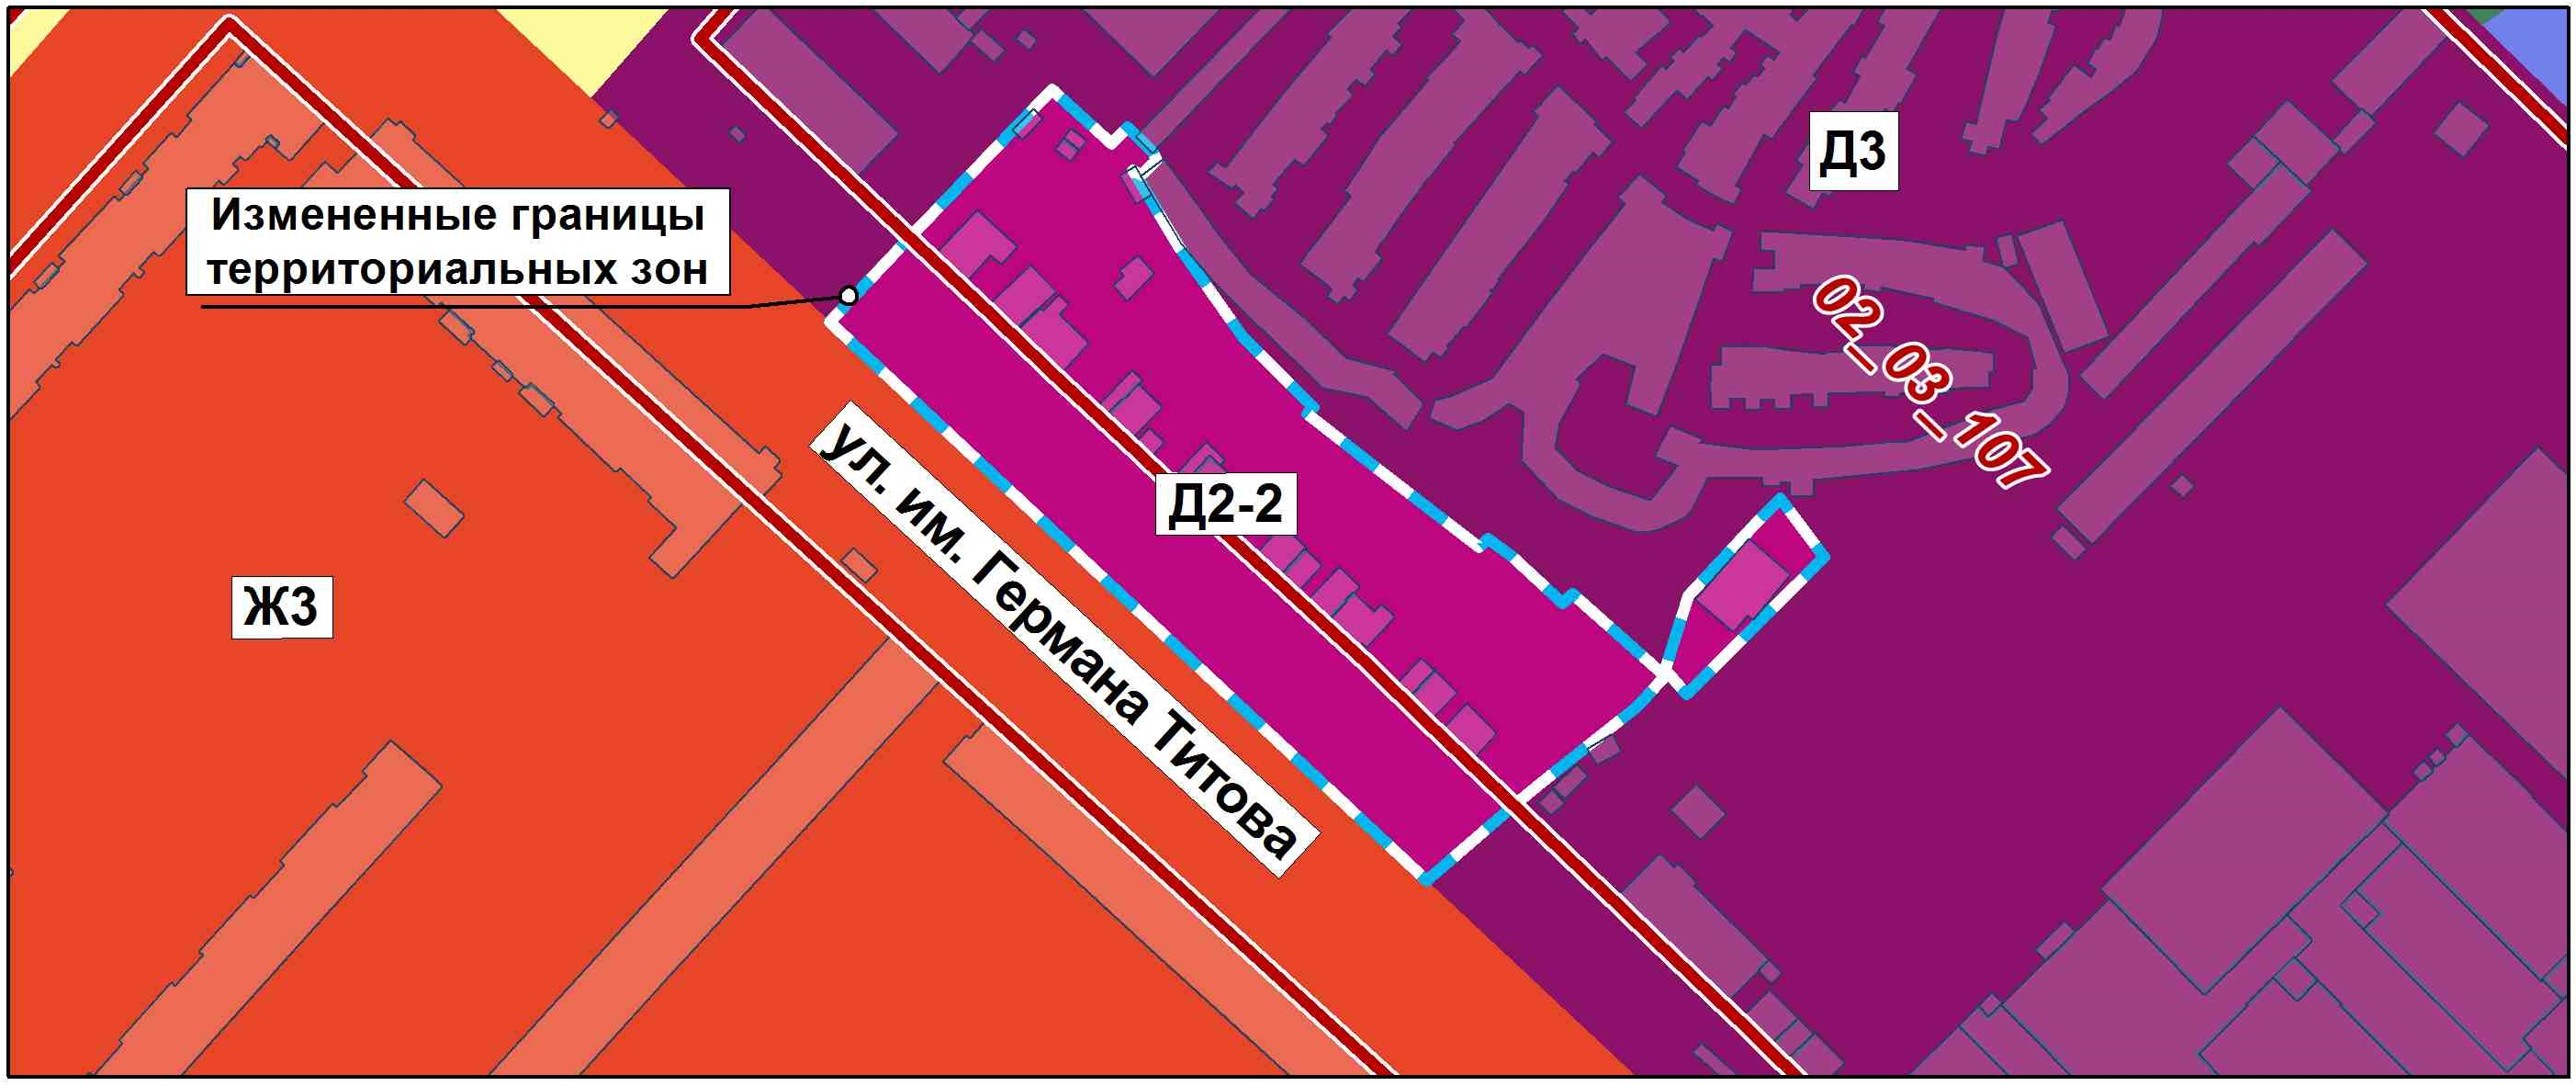 Д3
Измененные границы
территориальных зон
02_03_107
ул. им. Германа Титова
Д2-2
Ж3